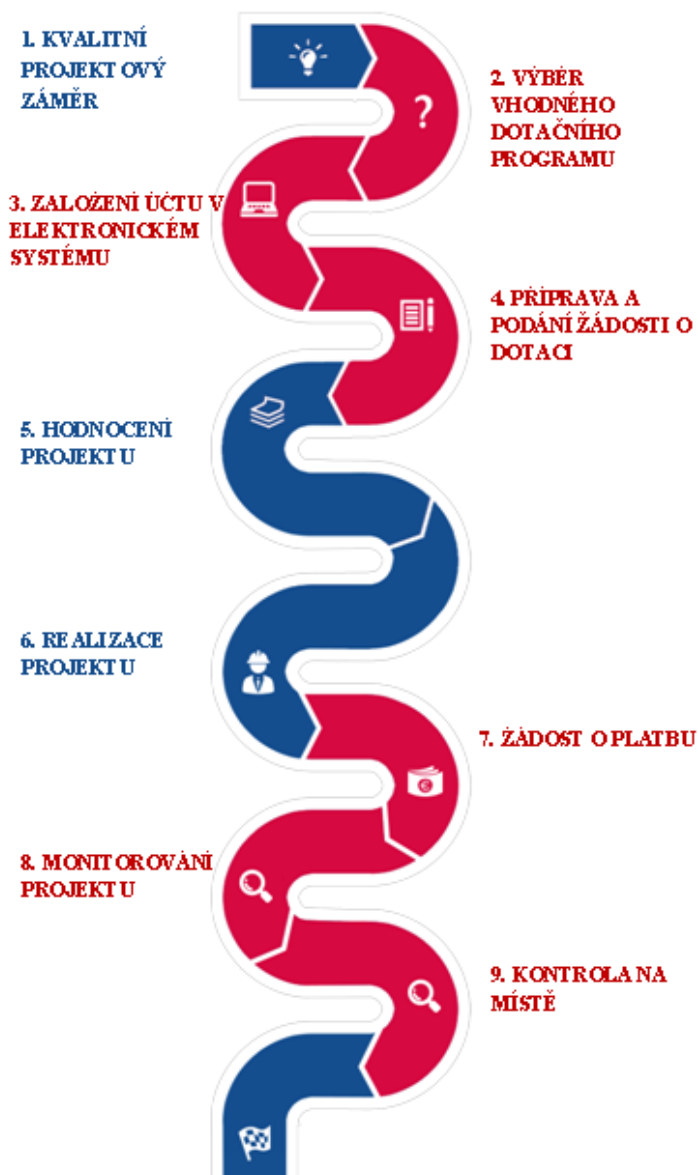 1. KVALITNÍ
PROJEKTOVÝ
ZÁMĚR
2. VÝBĚR
VHODNÉHO
DOTAČNÍHO
PROGRAMU
?
3. ZALOŽENÍ ÚČTU V
ELEKTRONICKÉM
SYSTÉMU
4. PŘÍPRAVA A
PODÁNÍ ŽÁDOSTI O
DOTACI
5. HODNOCENÍ
PROJEKTU
6. REALIZACE
PROJEKTU
7. ŽÁDOST O PLATBU
€
8. MONITOROVÁNÍ
PROJEKTU
9. KONTROLA NA
MÍSTĚ